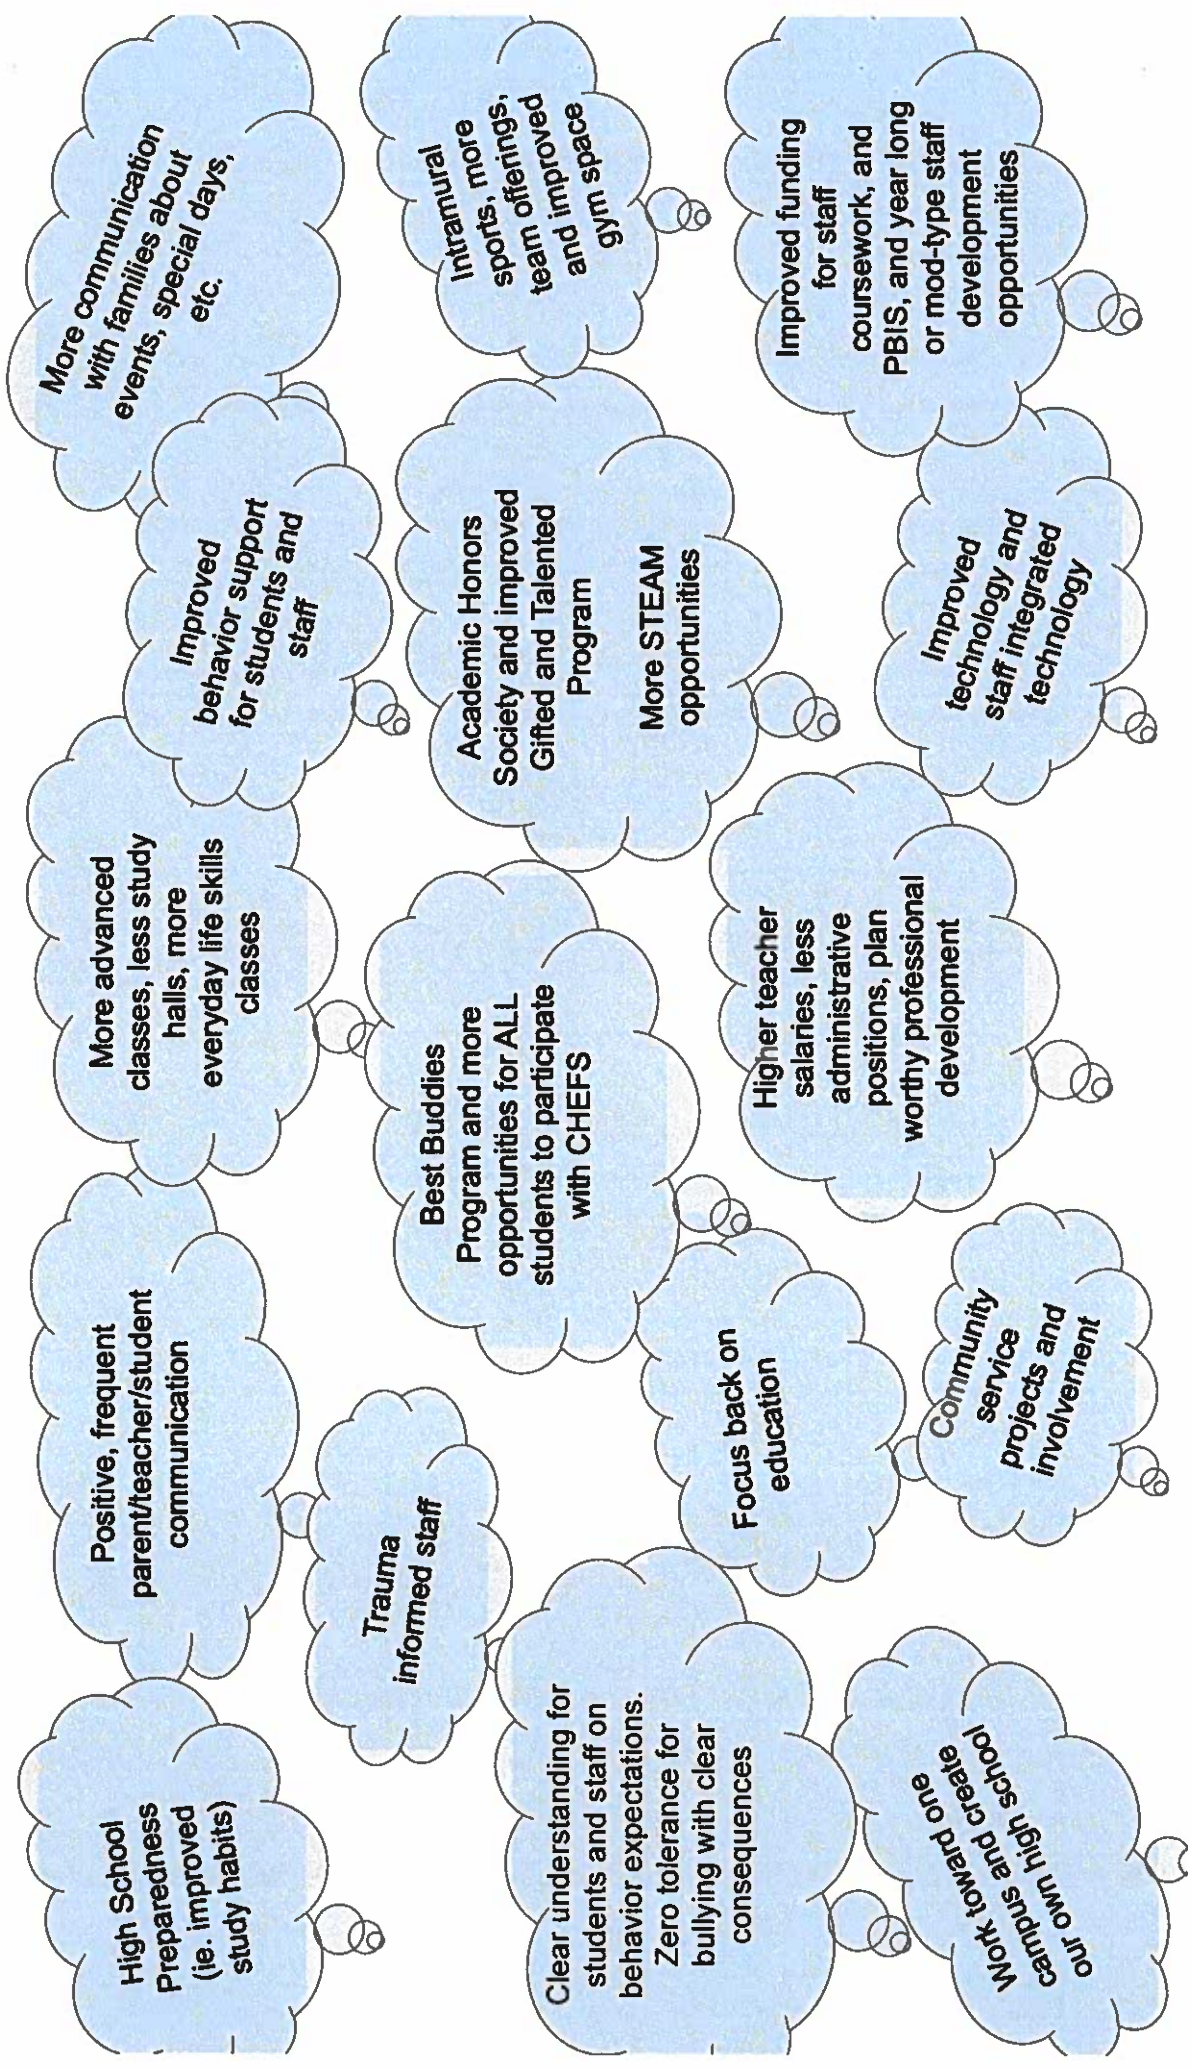 High School
Preparedness
(ie. improved
study habits)
Positive, frequent
parent/teacher/student
communication
More advanced
classes, less study
halls, more
everyday life skills
classes
Improved
behavior support
for students and
staff
More communication
with families about
events, special days,
etc.
Trauma
informed staff
Best Buddies
Program and more
opportunities for ALL
students to participate
with CHEFS
Academic Honors
Society and improved
Gifted and Talented
Program
More STEAM
opportunities
Intramural
sports, more
sports offerings,
team improved
and improve
gym space
Clear understanding for
students and staff on
behavior expectations.
Zero tolerance for
bullying with clear
consequences
Focus back on
education
Higher teacher
salaries, less
administrative
positions, plan
worthy professional
development
Improved funding
for staff
coursework, and
PBIS, and year long
or mod-type staff
development
opportunities
Work toward one
campus and create
our own high school
Community
service
projects and
involvement
Improved
technology and
staff integrated
technology